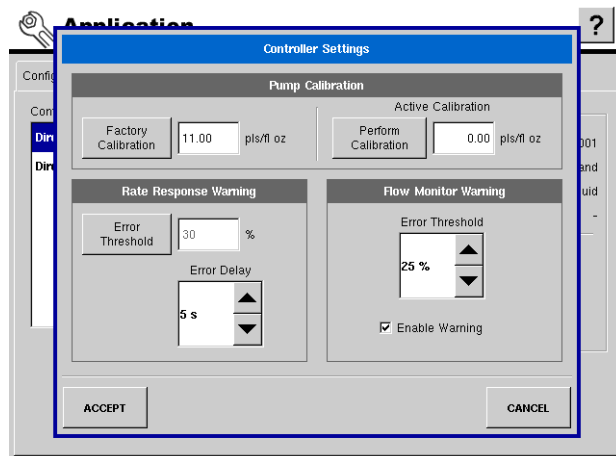 Application
?
Controller Settings
Pump Calibration
Active Calibration
Factory Calibration
11.00 pls/fl oz
Perform Calibration
0.00 pls/fl oz
Rate Response Warning
Error Threshold
30 %
Error Delay
5 s
Flow Monitor Warning
Error Threshold
25 %
Enable Warning
ACCEPT
CANCEL